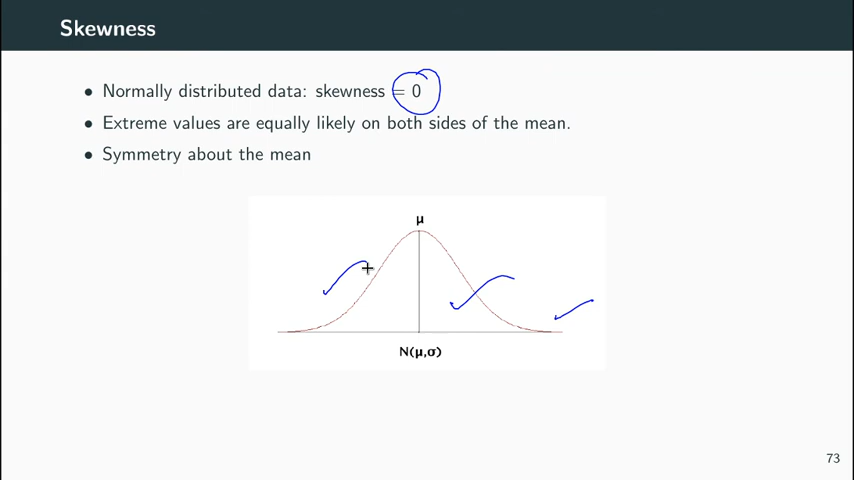 Skewness
• Normally distributed data: skewness = 0
• Extreme values are equally likely on both sides of the mean.
• Symmetry about the mean
μ
N(μ,σ)
73